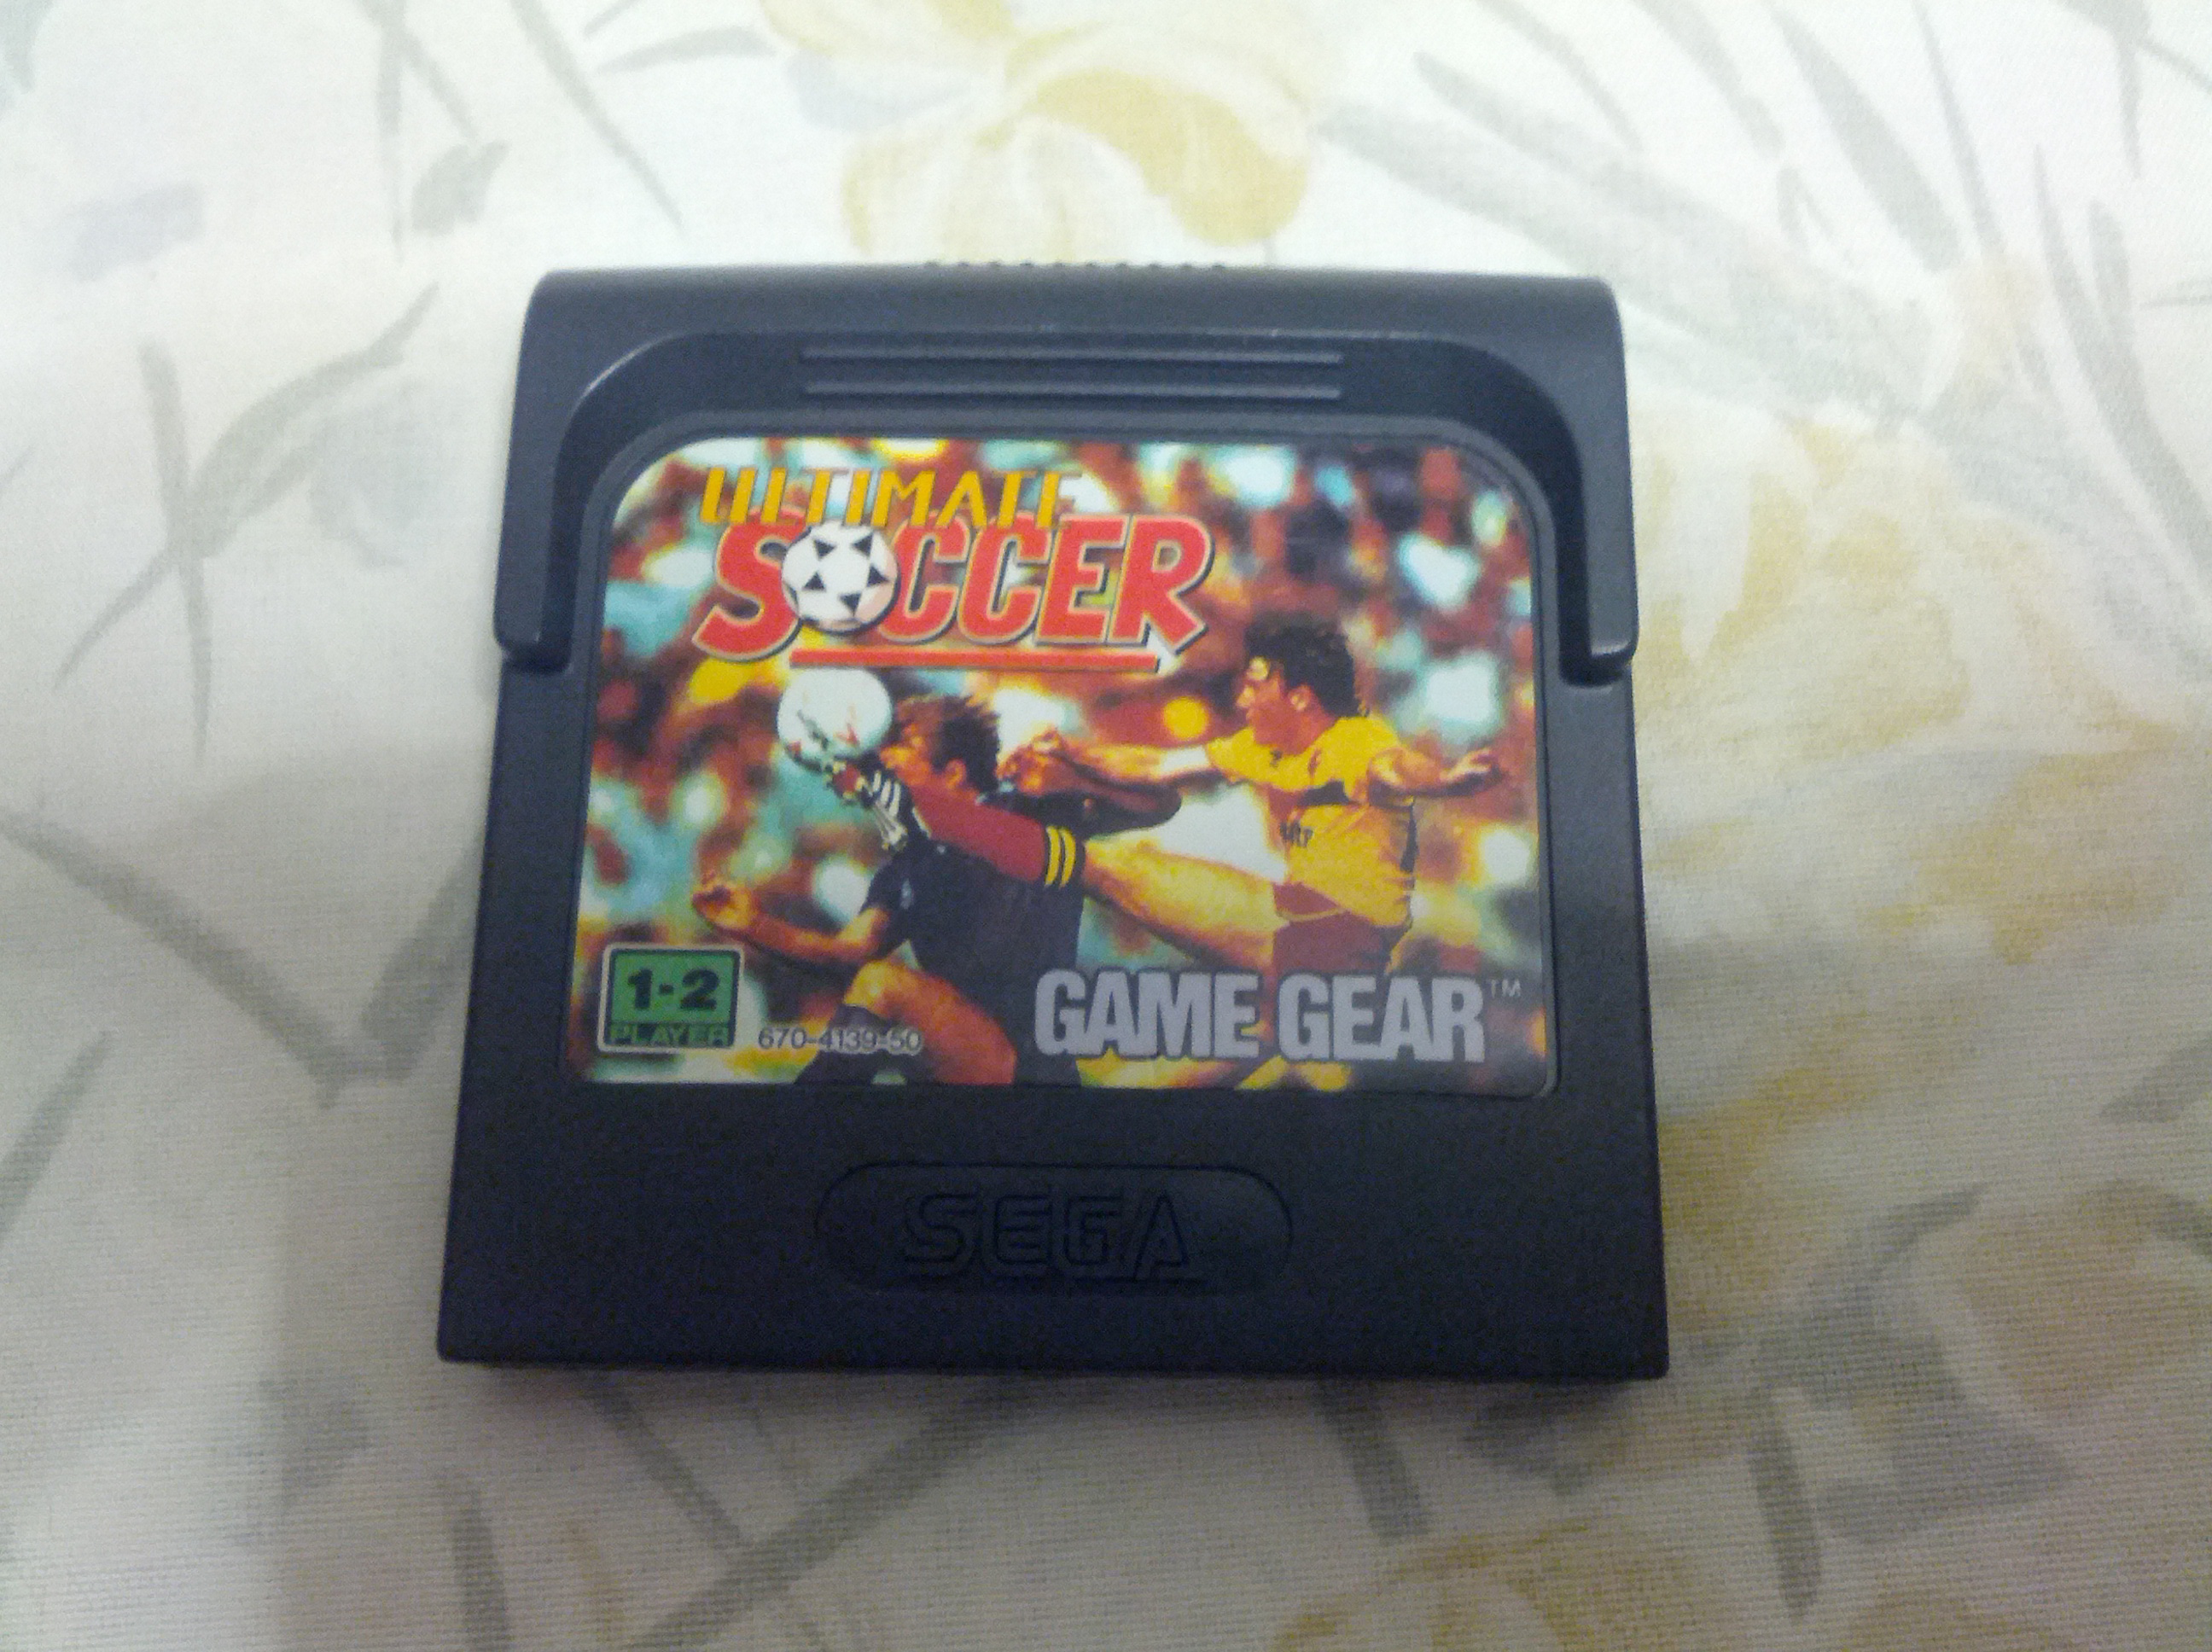 ULTIMATE
SOCCER
1-2
PLAYER
670-4139-50
GAME GEAR™
SEGA